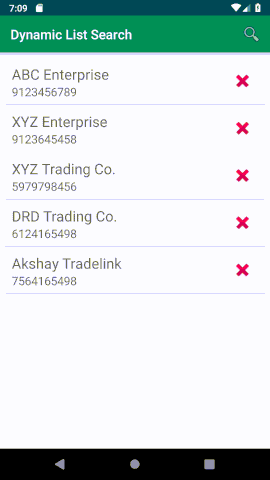 7:09
Dynamic List Search
ABC Enterprise
9123456789
XYZ Enterprise
9123645458
XYZ Trading Co.
5979798456
DRD Trading Co.
6124165498
Akshay Tradelink
7564165498